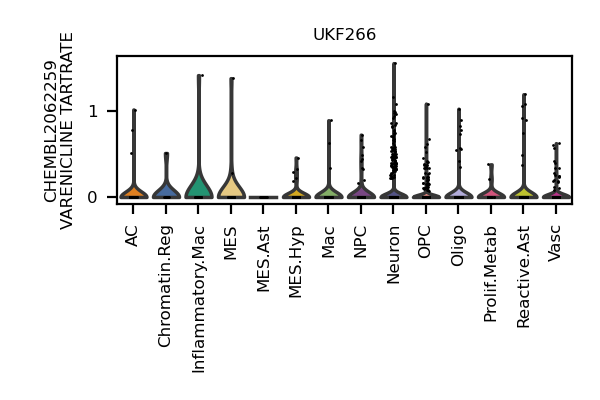 UKF266
CHEMBL2062259
VARENICLINE TARTRATE
1
0
AC
Chromatin.Reg
Inflammatory.Mac
MES
MES.Ast
MES.Hyp
Mac
NPC
Neuron
OPC
Oligo
Prolif.Metab
Reactive.Ast
Vasc